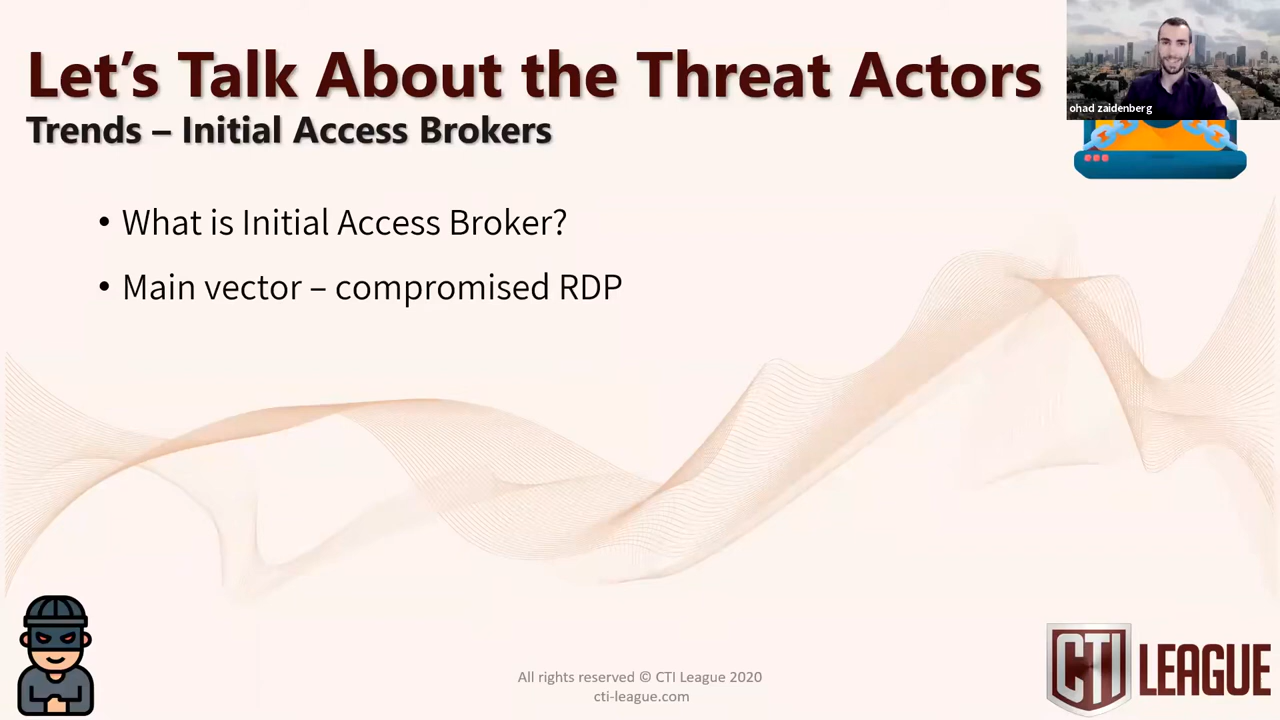 Let's Talk About the Threat Actors
Trends – Initial Access Brokers
ohad zaidenberg
• What is Initial Access Broker?
• Main vector – compromised RDP
All rights reserved © CTI League 2020
cti-league.com
CTI LEAGUE